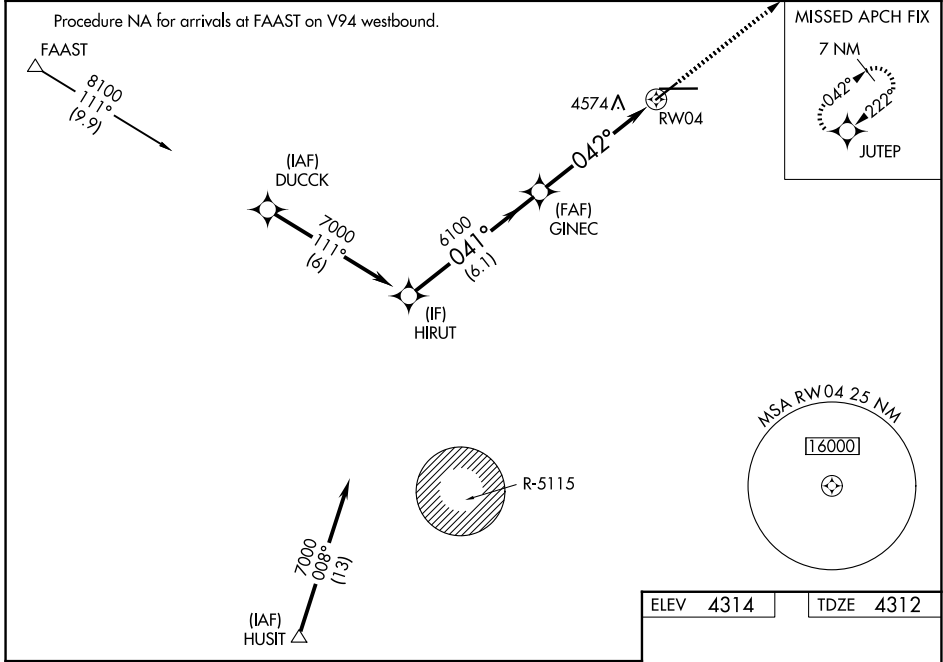 Procedure NA for arrivals at FAAST on V94 westbound.
FAAST
8100
111°
(9.9)
(IAF)
DUCCK
7000
111°
(6)
(IF)
HIRUT
6100
041°
(6.1)
(FAF)
GINEC
042°
4574
RW04
MISSED APCH FIX
7 NM
042°
222°
JUTEP
R-5115
7000
008°
(13)
(IAF)
HUSIT
MSA RW04 25 NM
16000
ELEV 4314
TDZE 4312